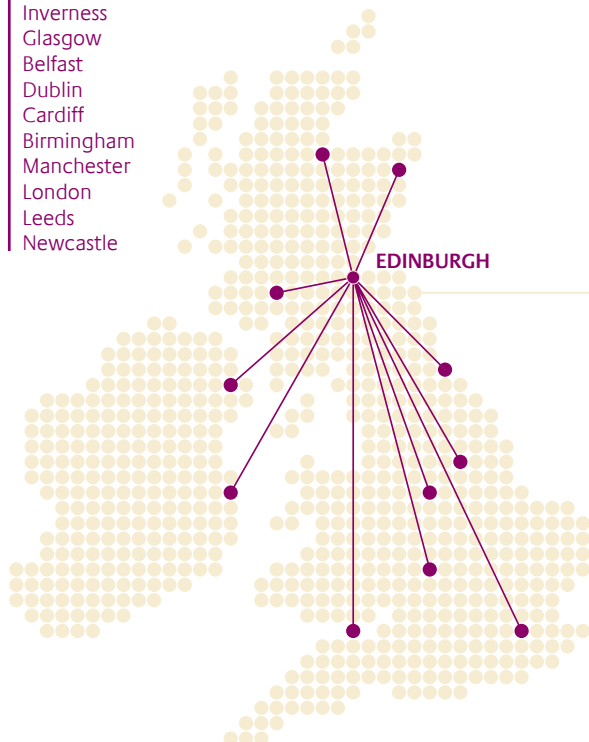 Inverness
Glasgow
Belfast
Dublin
Cardiff
Birmingham
Manchester
London
Leeds
Newcastle
EDINBURGH